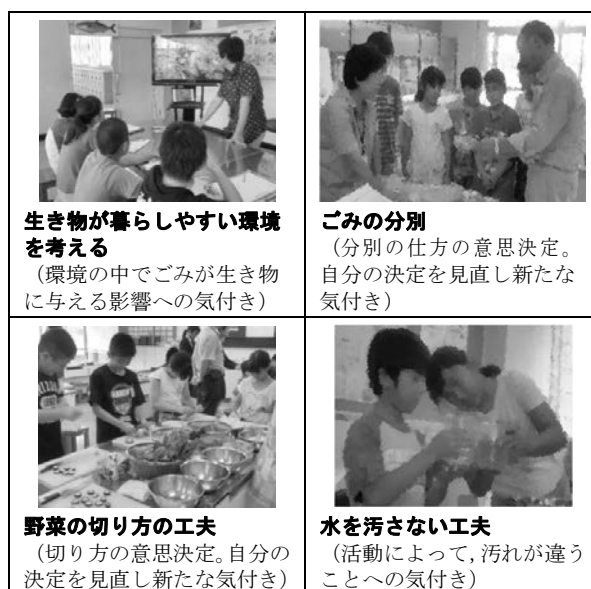 生き物が暮らしやすい環境
を考える
（環境の中でごみが生き物
に与える影響への気付き）
ごみの分別
（分別の仕方の意思決定。
自分の決定を見直し新たな
気付き）
野菜の切り方の工夫
（切り方の意思決定。自分の
決定を見直し新たな気付き）
水を汚さない工夫
（活動によって，汚れが違う
ことへの気付き）